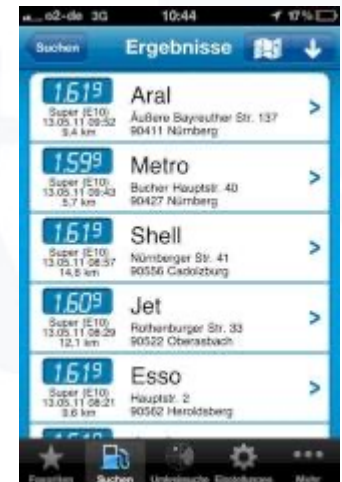 o2-de 3G 10:44 17%
Suchen Ergebnisse
1.619 Aral
Super (E10) Äußere Bayreuther Str. 137
13.05.11 09:52 90411 Nürnberg
9,4 km
1.599 Metro
Super (E10) Bucher Hauptstr. 40
13.05.11 09:43 90427 Nürnberg
5,7 km
1.619 Shell
Super (E10) Nürnberger Str. 41
13.05.11 08:57 90556 Cadolzburg
14,8 km
1.609 Jet
Super (E10) Rothenburger Str. 33
13.05.11 08:29 90522 Oberasbach
12,1 km
1.619 Esso
Super (E10) Hauptstr. 2
13.05.11 08:21 90562 Heroldsberg
9,6 km
Favoriten Suchen Umkreissuche Einstellungen Mehr